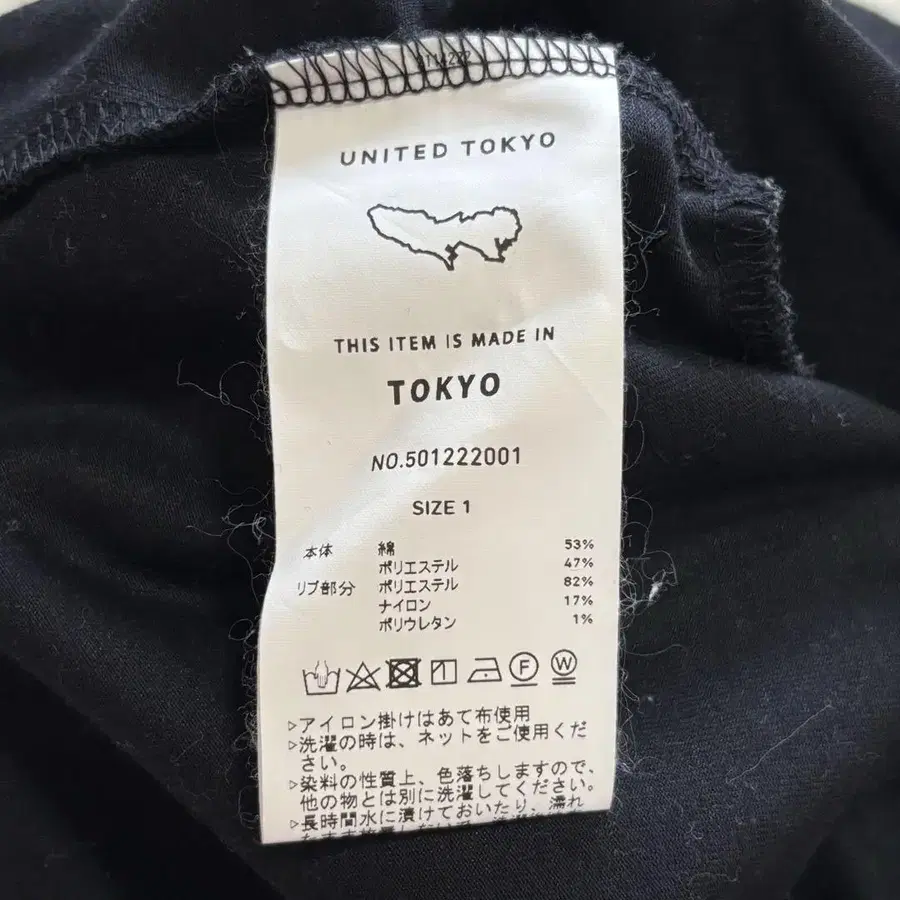 UNITED TOKYO
THIS ITEM IS MADE IN
TOKYO
NO.501222001
SIZE 1
本体 綿 53%
ポリエステル 47%
リブ部分 ポリエステル 82%
ナイロン 17%
ポリウレタン 1%
F W
▷アイロン掛けはあて布使用
▷洗濯の時は、ネットをご使用くだ
さい。
▷染料の性質上、色落ちしますので、
他の物とは別に洗濯してください。
▷長時間水に漬けておいたり、濡れ